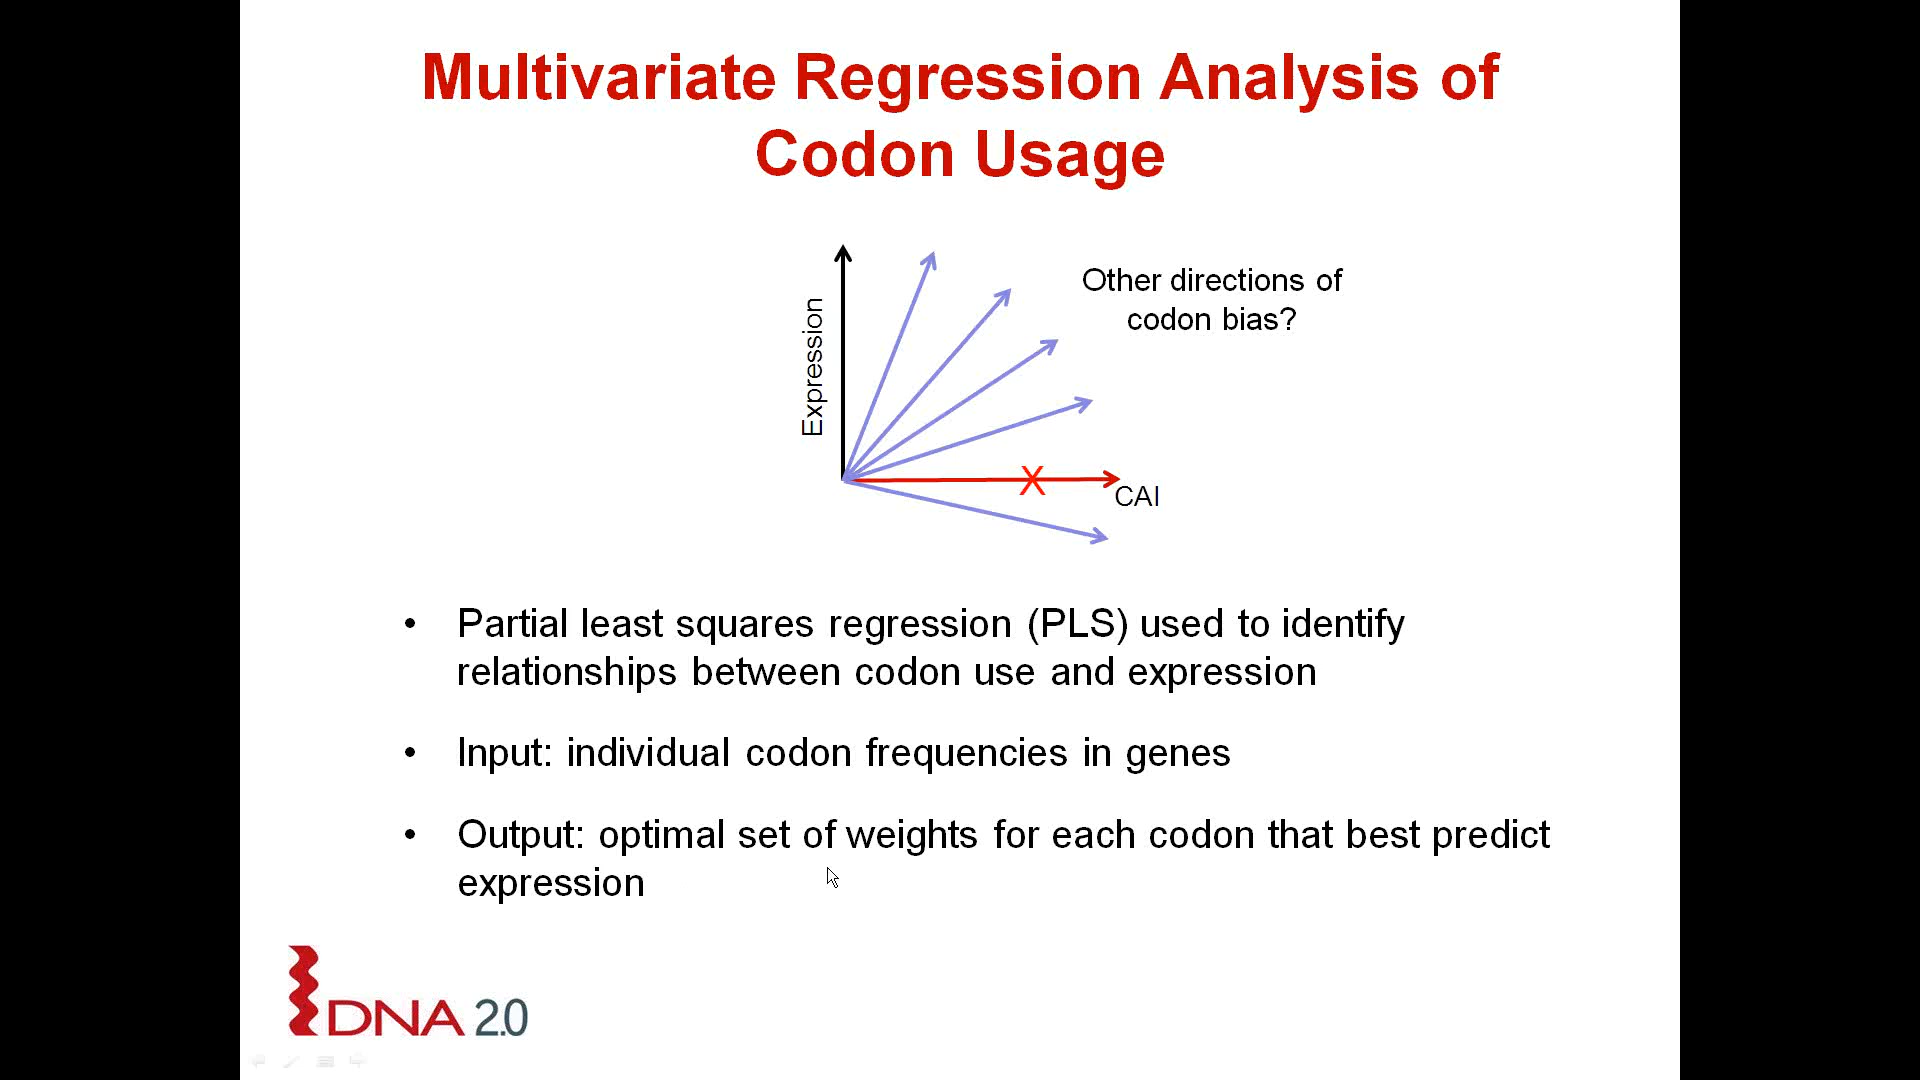 Multivariate Regression Analysis of
Codon Usage
Expression
Other directions of
codon bias?
X
CAI
• Partial least squares regression (PLS) used to identify
relationships between codon use and expression
• Input: individual codon frequencies in genes
• Output: optimal set of weights for each codon that best predict
expression
DNA 2.0